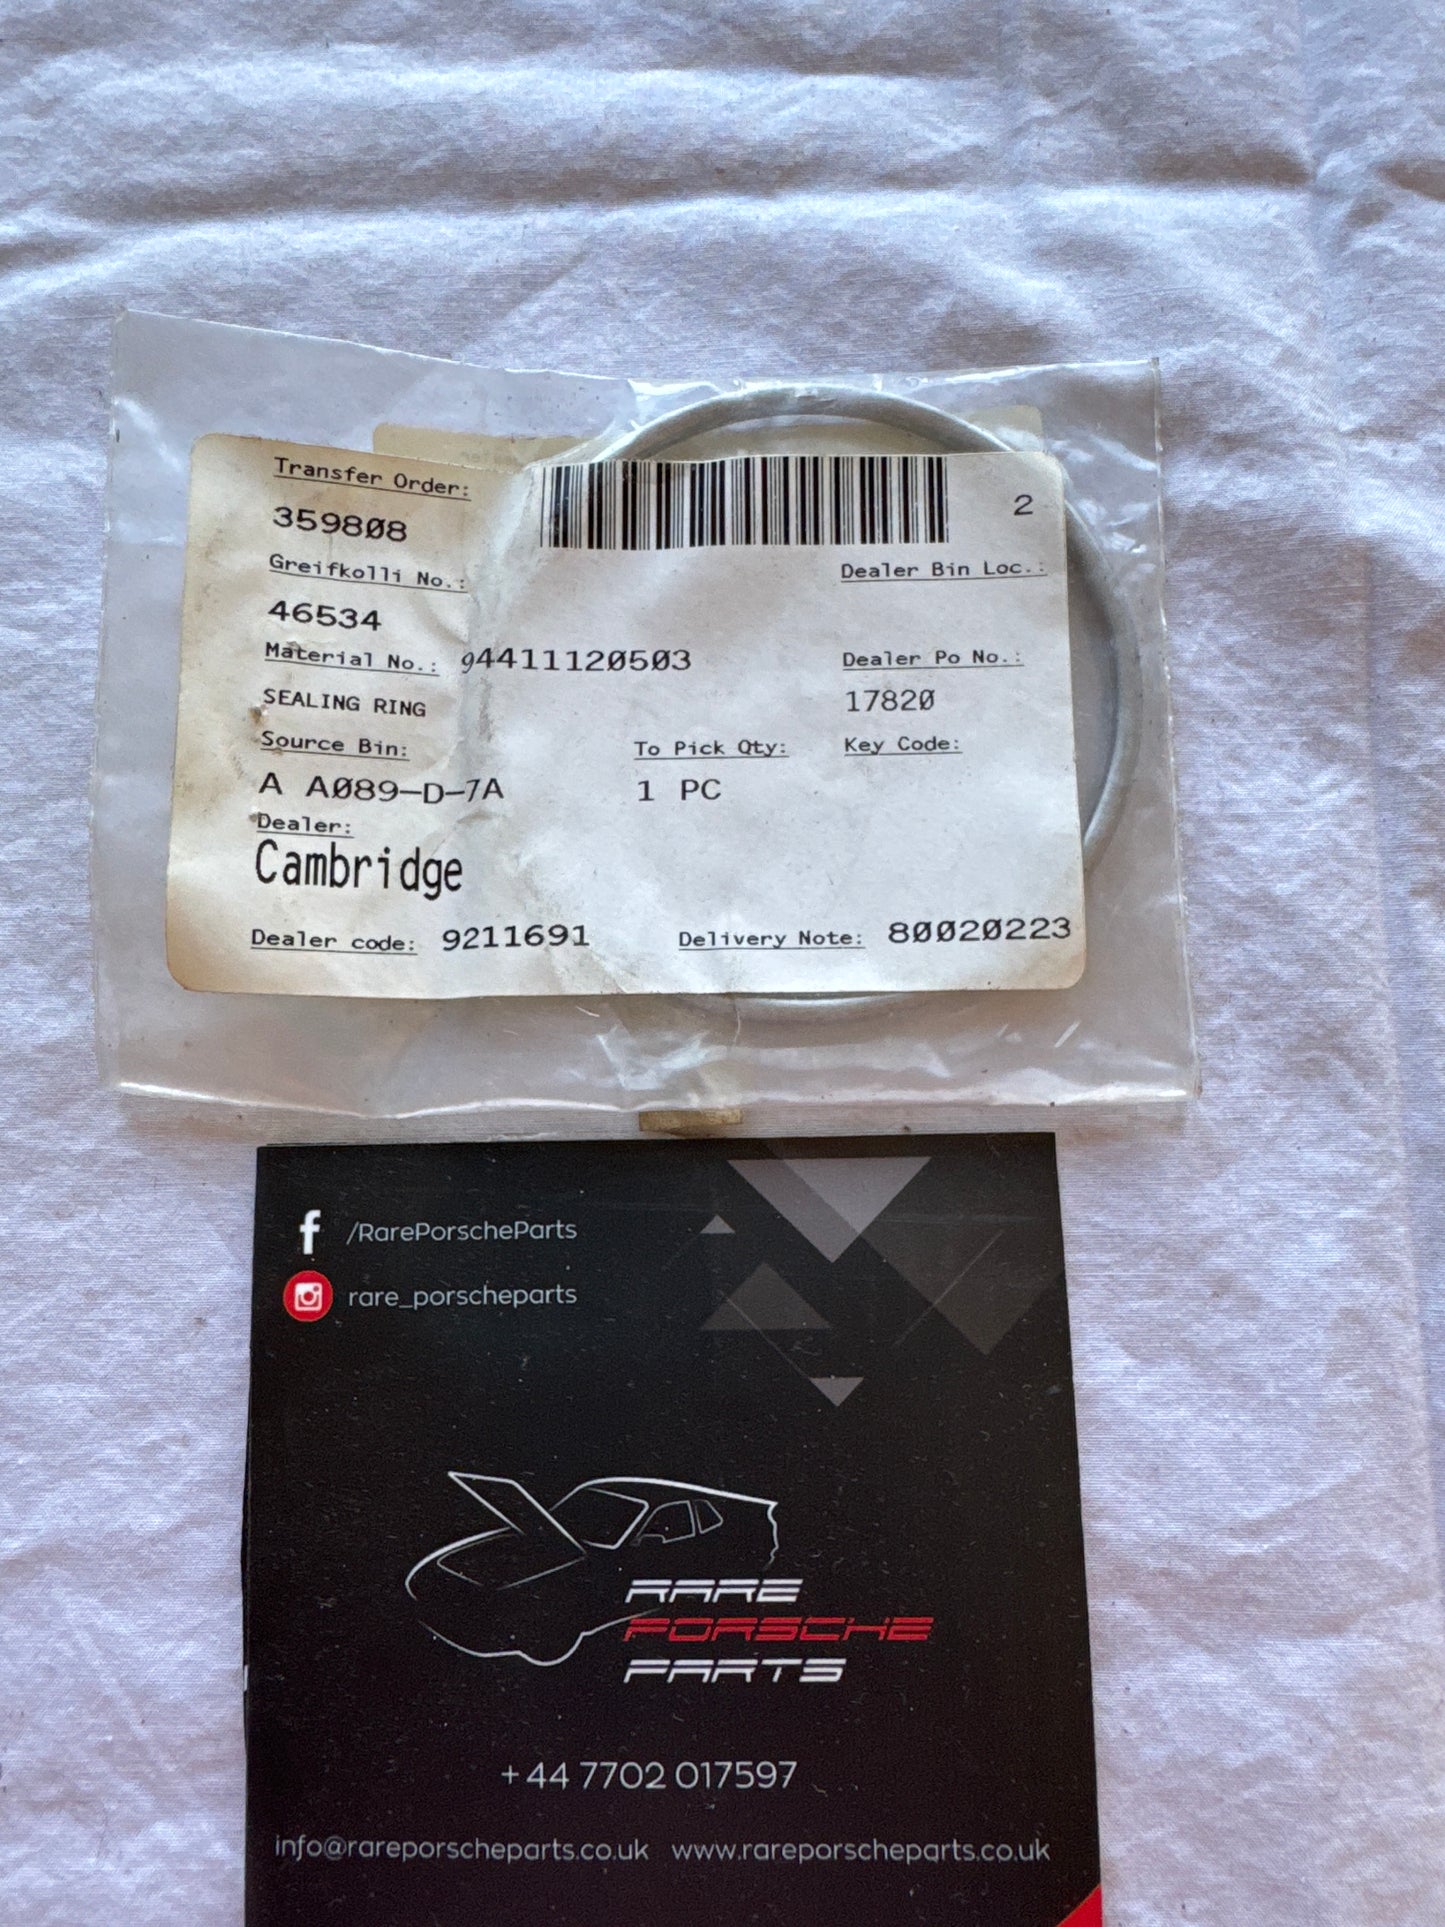 Transfer Order:
359808
2
Greifkolli No.:
Dealer Bin Loc.:
46534
Material No.: 94411120503
Dealer Po No.:
SEALING RING
17820
Source Bin:
To Pick Qty:
Key Code:
A A089-D-7A
1 PC
Dealer:
Cambridge
Dealer code: 9211691
Delivery Note: 80020223
f /RarePorscheParts
rare_porscheparts
RARE
PORSCHE
PARTS
+44 7702 017597
info@rareporscheparts.co.uk www.rareporscheparts.co.uk